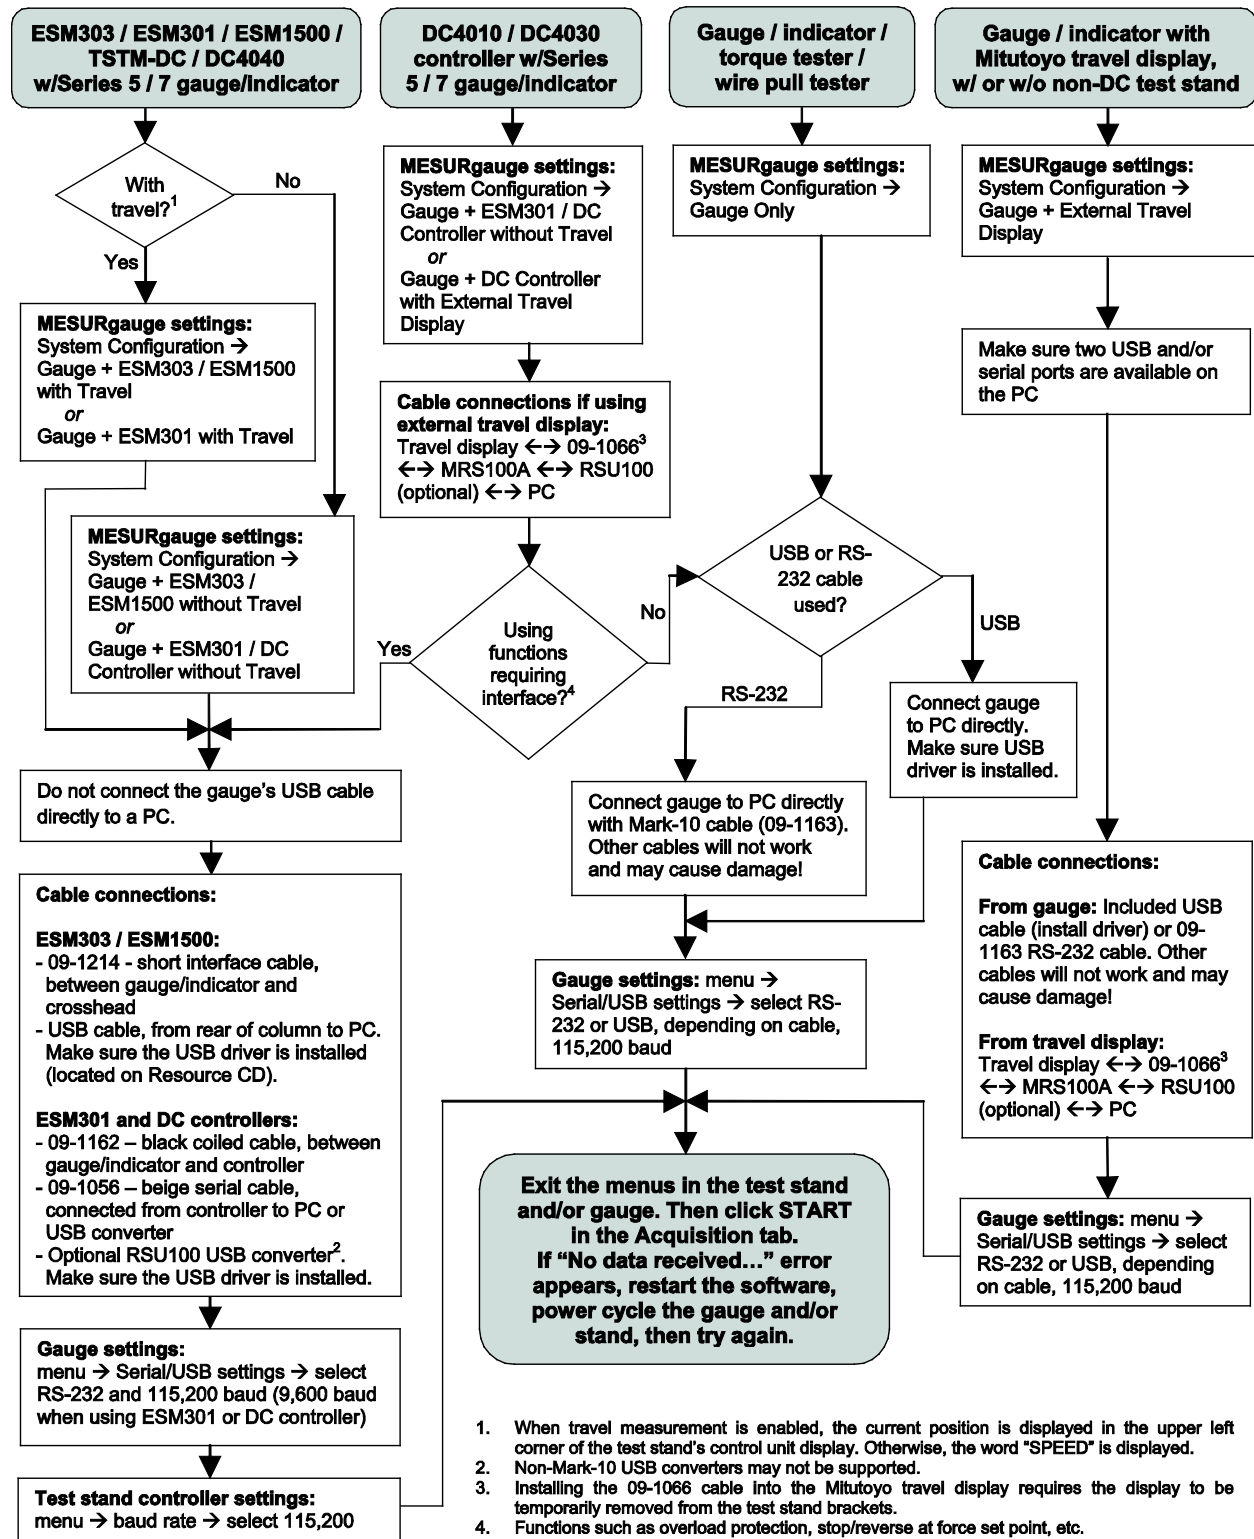 ESM303 / ESM301 / ESM1500 /
TSTM-DC / DC4040
w/Series 5 / 7 gauge/indicator
DC4010 / DC4030
controller w/Series
5 / 7 gauge/indicator
Gauge / indicator /
torque tester /
wire pull tester
Gauge / indicator with
Mitutoyo travel display,
w/ or w/o non-DC test stand
With
travel?1
No
Yes
MESURgauge settings:
System Configuration →
Gauge + ESM303 / ESM1500
with Travel
or
Gauge + ESM301 with Travel
MESURgauge settings:
System Configuration →
Gauge + ESM303 /
ESM1500 without Travel
or
Gauge + ESM301 / DC
Controller without Travel
MESURgauge settings:
System Configuration →
Gauge + ESM301 / DC
Controller without Travel
or
Gauge + DC Controller
with External Travel
Display
Cable connections if using
external travel display:
Travel display ←→ 09-10663
←→ MRS100A ←→ RSU100
(optional) ←→ PC
Using
functions
requiring
interface?4
Yes
No
MESURgauge settings:
System Configuration →
Gauge Only
USB or RS-
232 cable
used?
USB
RS-232
Connect gauge
to PC directly.
Make sure USB
driver is installed.
Connect gauge to PC directly
with Mark-10 cable (09-1163).
Other cables will not work
and may cause damage!
Gauge settings: menu →
Serial/USB settings → select RS-
232 or USB, depending on cable,
115,200 baud
MESURgauge settings:
System Configuration →
Gauge + External Travel
Display
Make sure two USB and/or
serial ports are available on
the PC
Cable connections:
From gauge: Included USB
cable (install driver) or 09-
1163 RS-232 cable. Other
cables will not work and may
cause damage!
From travel display:
Travel display ←→ 09-10663
←→ MRS100A ←→ RSU100
(optional) ←→ PC
Gauge settings: menu →
Serial/USB settings → select
RS-232 or USB, depending
on cable, 115,200 baud
Do not connect the gauge's USB cable
directly to a PC.
Cable connections:
ESM303 / ESM1500:
- 09-1214 - short interface cable,
between gauge/indicator and
crosshead
- USB cable, from rear of column to PC.
Make sure the USB driver is installed
(located on Resource CD).
ESM301 and DC controllers:
- 09-1162 – black coiled cable, between
gauge/indicator and controller
- 09-1056 – beige serial cable,
connected from controller to PC or
USB converter
- Optional RSU100 USB converter2.
Make sure the USB driver is installed.
Gauge settings:
menu → Serial/USB settings → select
RS-232 and 115,200 baud (9,600 baud
when using ESM301 or DC controller)
Test stand controller settings:
menu → baud rate → select 115,200
Exit the menus in the test stand
and/or gauge. Then click START
in the Acquisition tab.
If “No data received…” error
appears, restart the software,
power cycle the gauge and/or
stand, then try again.
1. When travel measurement is enabled, the current position is displayed in the upper left
corner of the test stand's control unit display. Otherwise, the word "SPEED" is displayed.
2. Non-Mark-10 USB converters may not be supported.
3. Installing the 09-1066 cable into the Mitutoyo travel display requires the display to be
temporarily removed from the test stand brackets.
4. Functions such as overload protection, stop/reverse at force set point, etc.